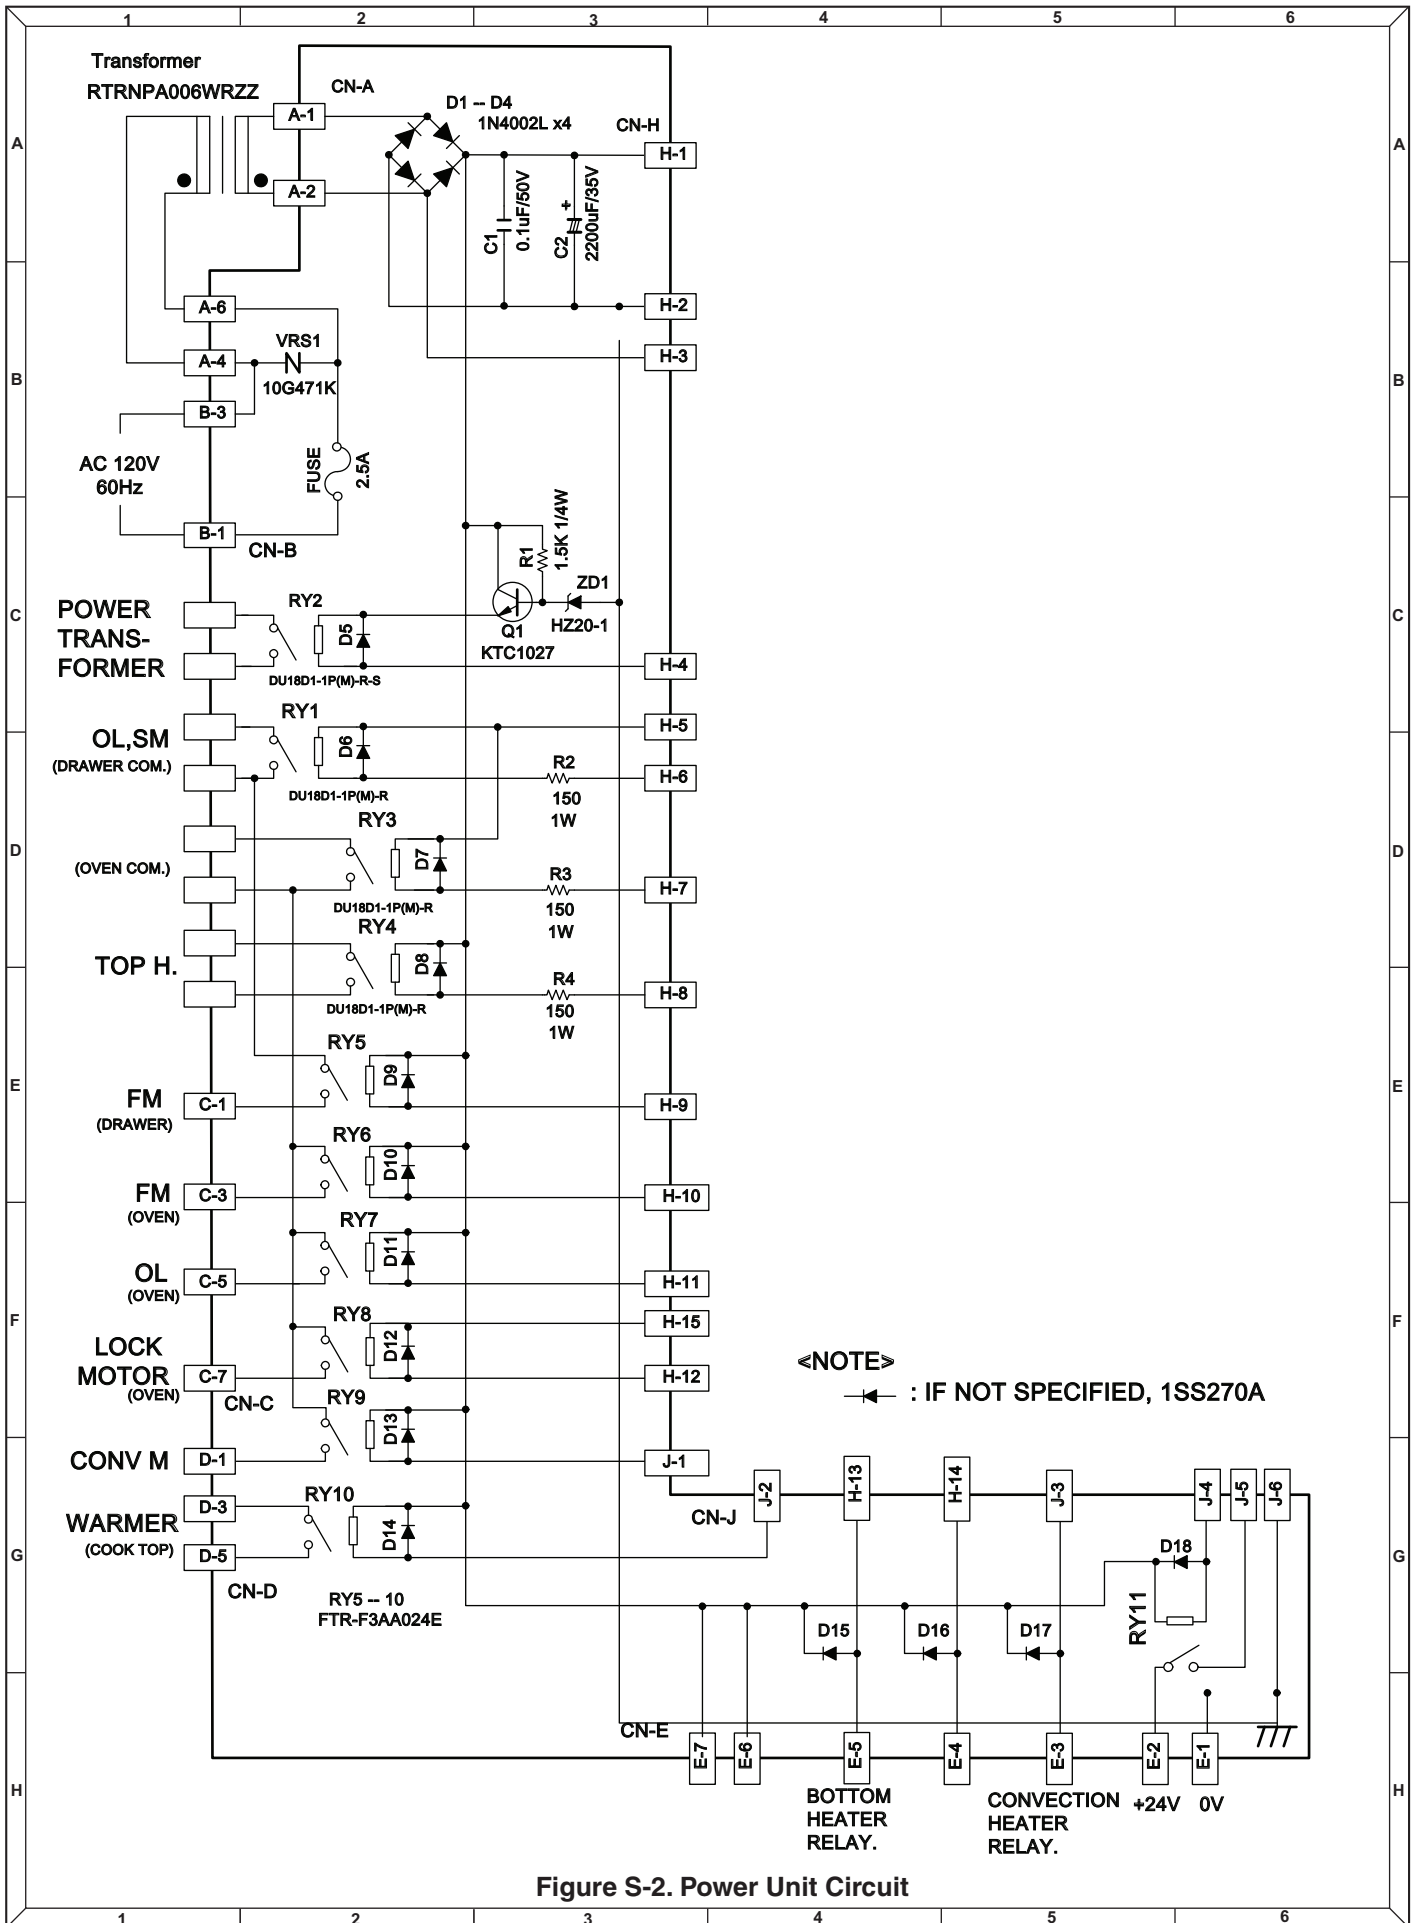 1 2 3 4 5 6
Transformer
RTRNPA006WRZZ
CN-A
A-1
A-2
D1 -- D4
1N4002L x4
CN-H
H-1
A
A
C1
0.1uF/50V
C2
+
2200uF/35V
A-6
H-2
VRS1
A-4
H-3
10G471K
B
B
B-3
AC 120V
60Hz
FUSE
2.5A
B-1
CN-B
R1
1.5K 1/4W
ZD1
HZ20-1
Q1
KTC1027
POWER
TRANS-
FORMER
RY2
D5
DU18D1-1P(M)-R-S
H-4
C
C
OL,SM
(DRAWER COM.)
RY1
D6
DU18D1-1P(M)-R
H-5
R2
150
1W
H-6
RY3
D7
(OVEN COM.)
DU18D1-1P(M)-R
R3
150
1W
H-7
D
D
RY4
D8
TOP H.
DU18D1-1P(M)-R
R4
150
1W
H-8
RY5
D9
FM
(DRAWER)
C-1
H-9
E
E
RY6
D10
FM
(OVEN)
C-3
H-10
RY7
D11
OL
(OVEN)
C-5
H-11
RY8
D12
H-15
LOCK
MOTOR
(OVEN)
C-7
CN-C
H-12
F
F
<NOTE>
: IF NOT SPECIFIED, 1SS270A
RY9
D13
CONV M
D-1
J-1
RY10
D14
D-3
WARMER
(COOK TOP)
D-5
CN-D
RY5 -- 10
FTR-F3AA024E
CN-J
J-2
H-13
H-14
J-3
J-4
J-5
J-6
G
G
D18
RY11
D15
D16
D17
CN-E
E-7
E-6
E-5
E-4
E-3
E-2
E-1
H
H
BOTTOM
HEATER
RELAY.
CONVECTION
HEATER
RELAY.
+24V
0V
Figure S-2. Power Unit Circuit
1 2 3 4 5 6